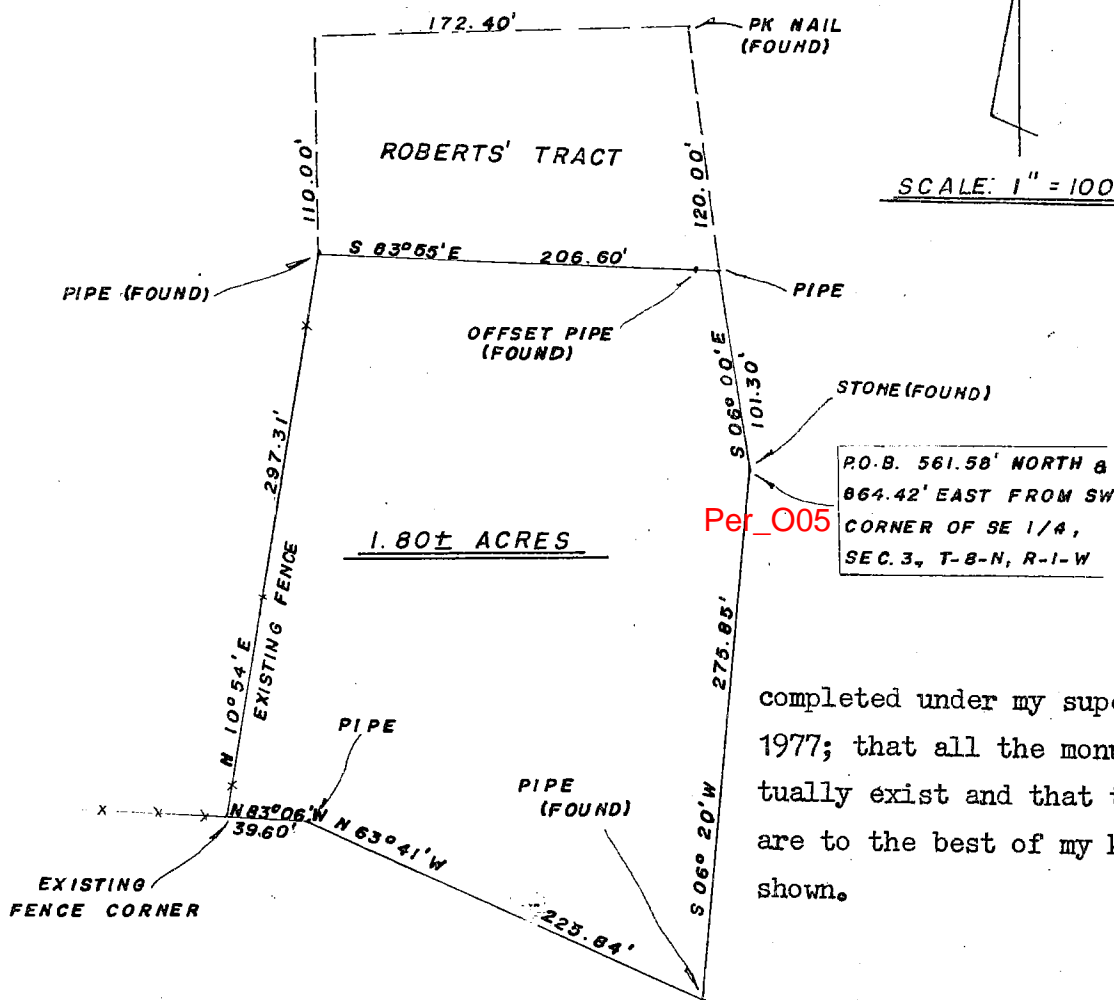 172.40'
PK NAIL
(FOUND)
110.00'
ROBERTS' TRACT
120.00'
SCALE: 1" = 100
S 83°55'E 206.60'
PIPE (FOUND)
PIPE
OFFSET PIPE
(FOUND)
S 06° 00'E
101.30'
STONE (FOUND)
297.31'
P.O.B. 561.58' NORTH &
864.42' EAST FROM SW
Per_O05
CORNER OF SE 1/4,
SEC. 3, T-8-N, R-1-W
1.80± ACRES
EXISTING FENCE
N 10°54'E
275.85'
completed under my supe
1977; that all the monu
tually exist and that
are to the best of my
shown.
PIPE
PIPE
(FOUND)
N 83°06'W
39.60'
N 63°41'W
S 06° 20'W
EXISTING
FENCE CORNER